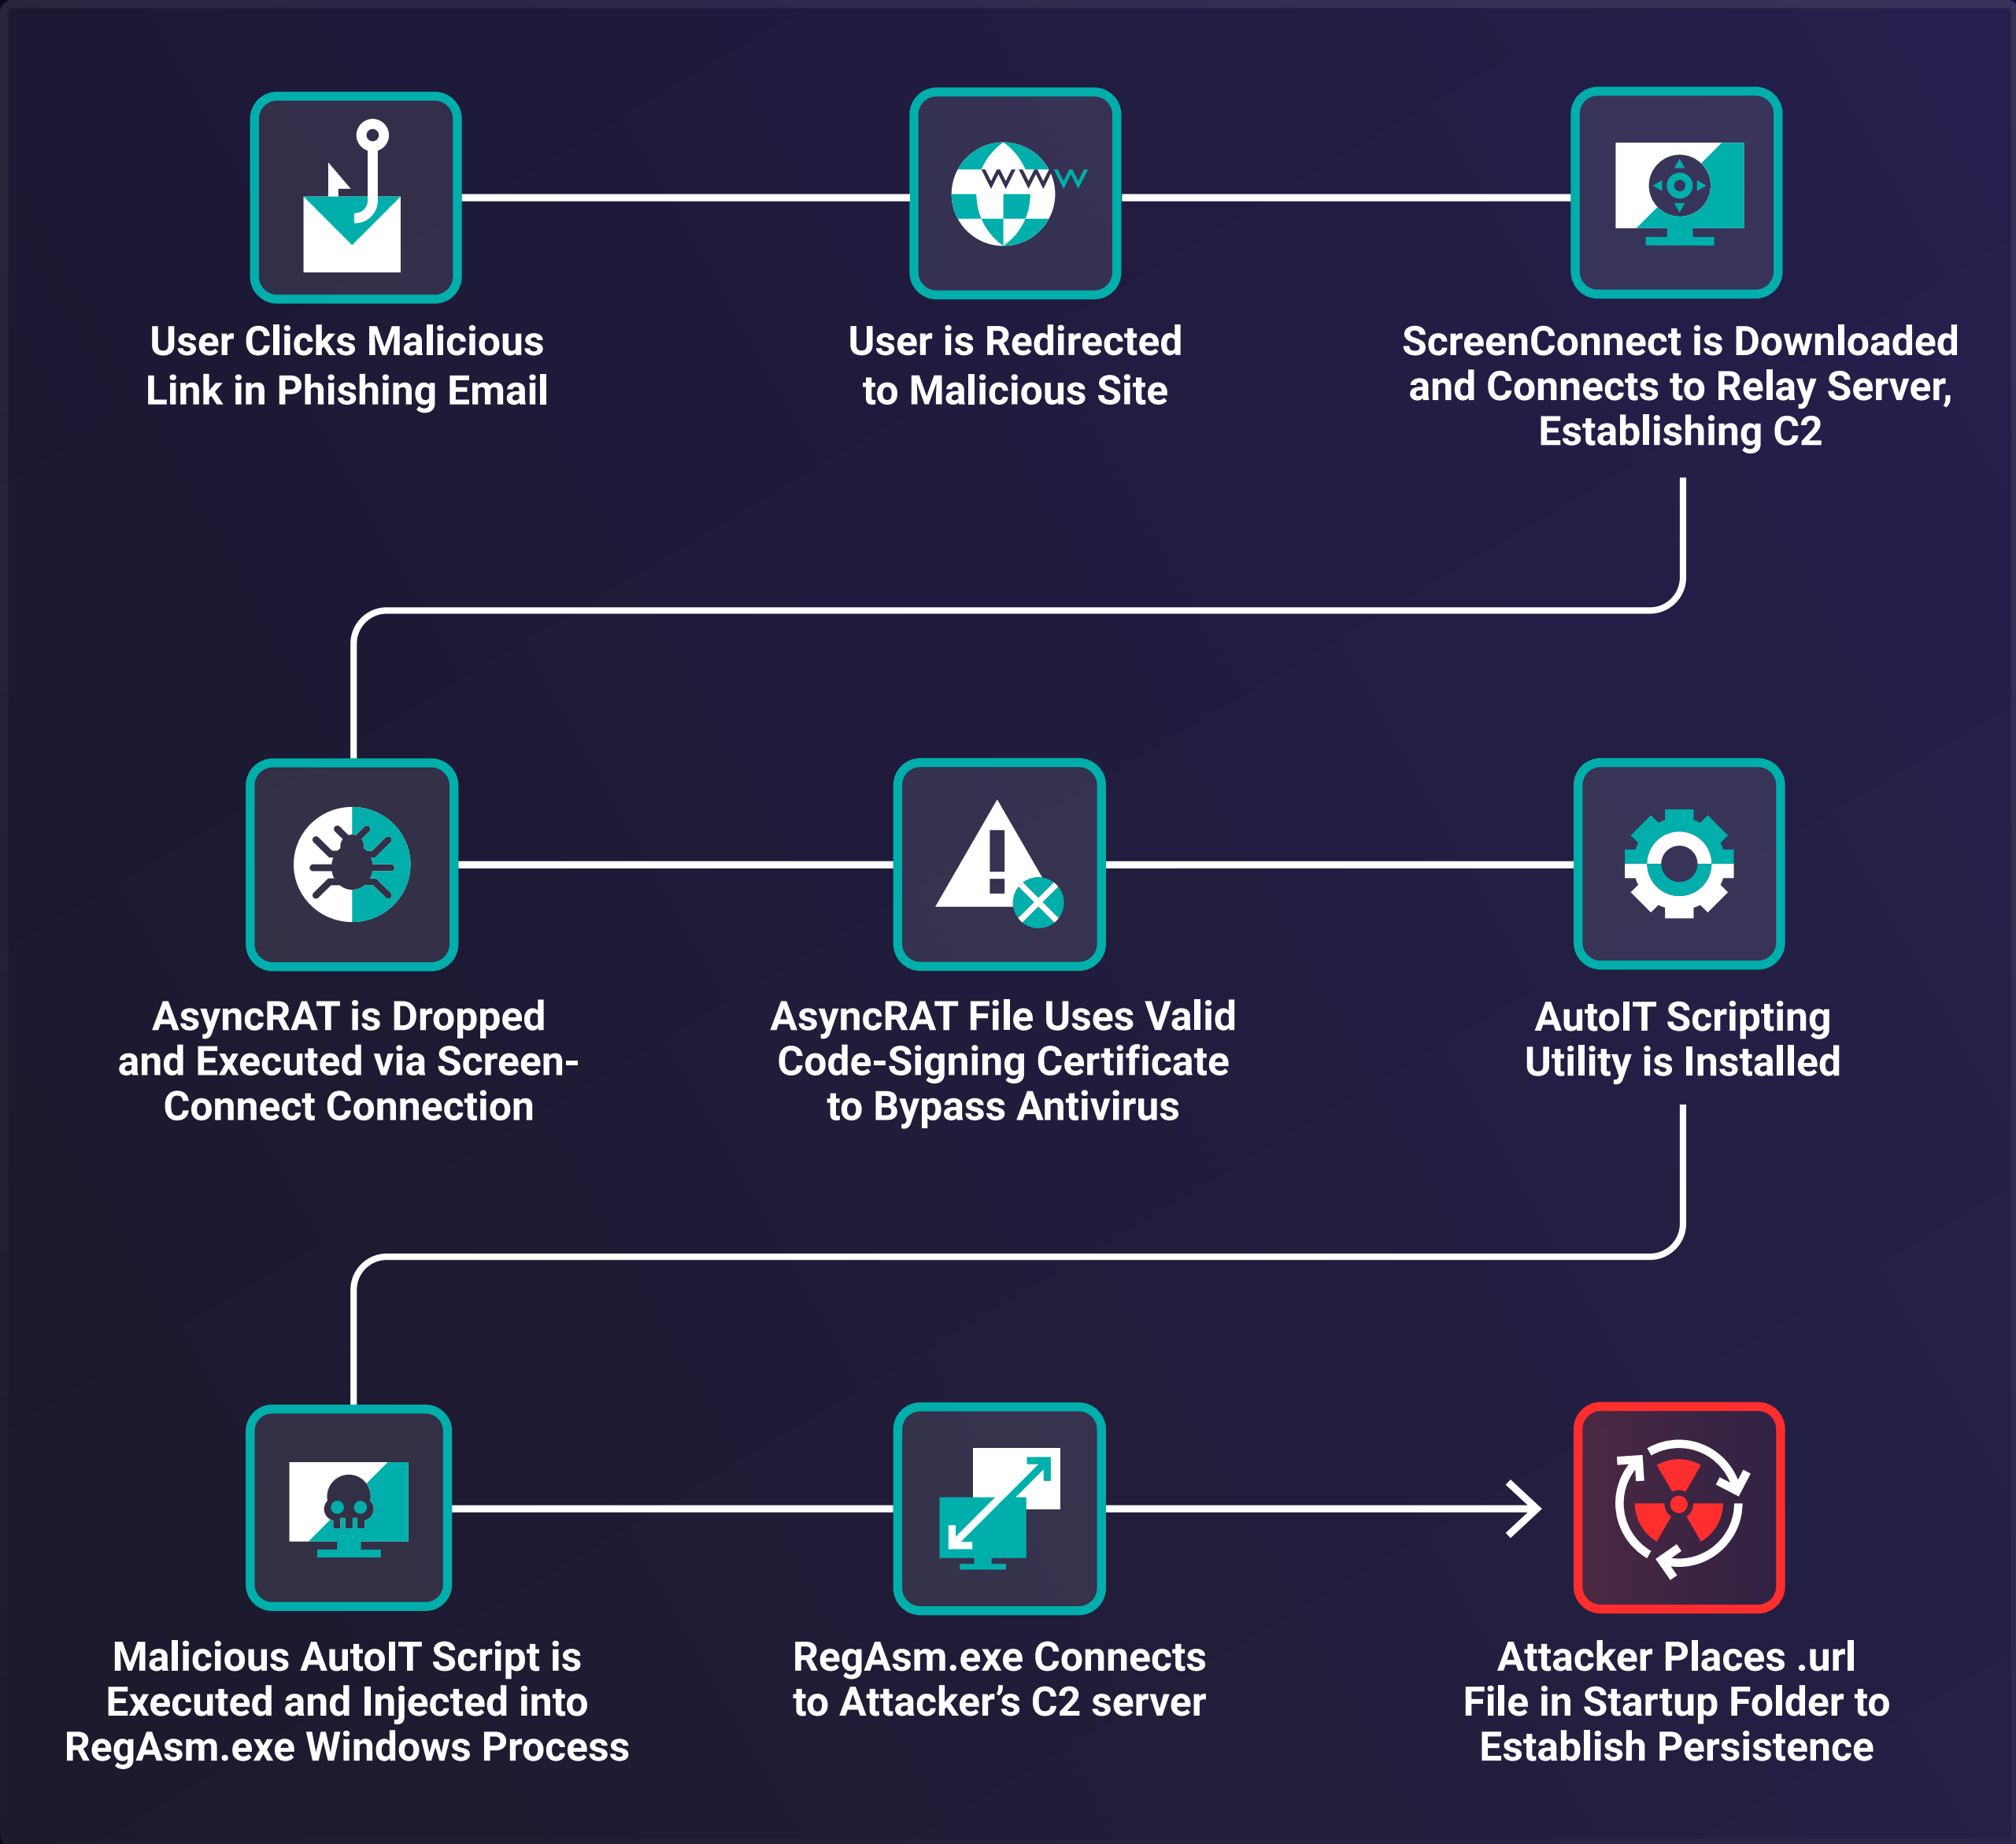 WWW
User Clicks Malicious
Link in Phishing Email
User is Redirected
to Malicious Site
ScreenConnect is Downloaded
and Connects to Relay Server,
Establishing C2
AsyncRAT is Dropped
and Executed via Screen-
Connect Connection
AsyncRAT File Uses Valid
Code-Signing Certificate
to Bypass Antivirus
AutoIT Scripting
Utility is Installed
Malicious AutoIT Script is
Executed and Injected into
RegAsm.exe Windows Process
RegAsm.exe Connects
to Attacker's C2 server
Attacker Places .url
File in Startup Folder to
Establish Persistence